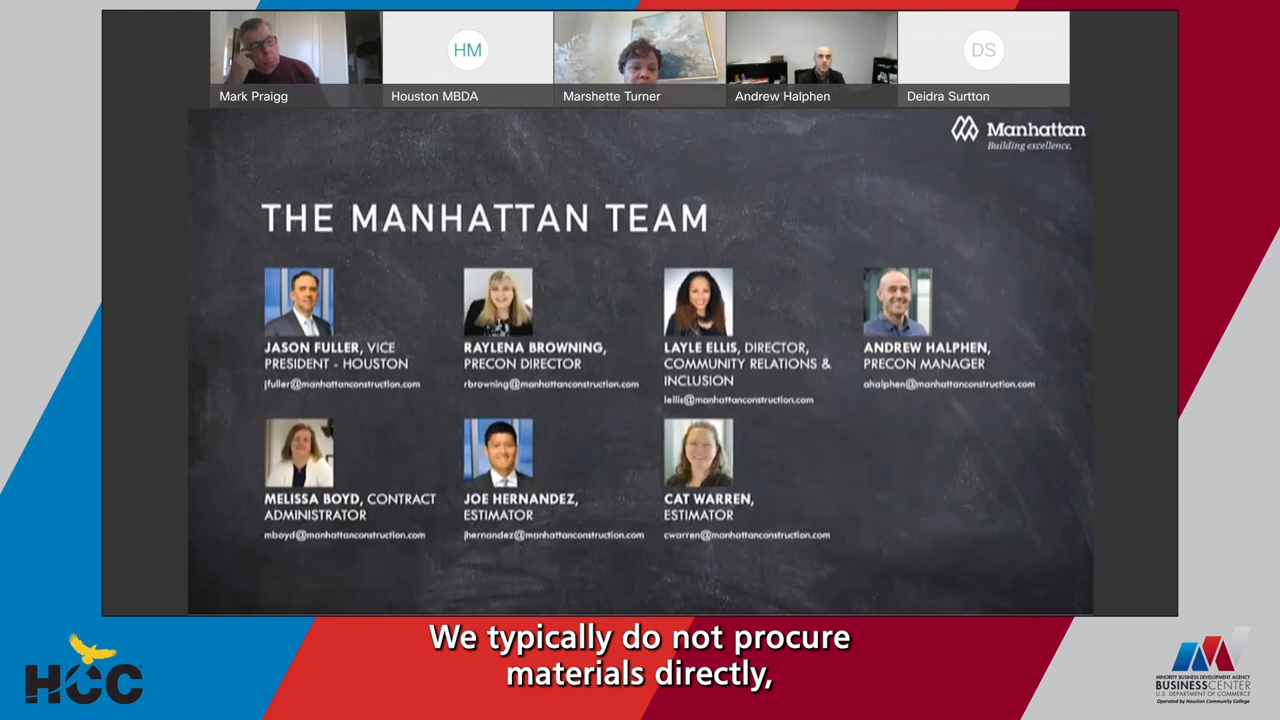 HM
DS
Mark Praigg
Houston MBDA
Marshette Turner
Andrew Halphen
Deidra Surtton
Manhattan
Building excellence.
THE MANHATTAN TEAM
JASON FULLER, VICE
PRESIDENT - HOUSTON
jfuller@manhattanconstruction.com
RAYLENA BROWNING,
PRECON DIRECTOR
rbrowning@manhattanconstruction.com
LAYLE ELLIS, DIRECTOR,
COMMUNITY RELATIONS &
INCLUSION
lellis@manhattanconstruction.com
ANDREW HALPHEN,
PRECON MANAGER
ahalphen@manhattanconstruction.com
MELISSA BOYD, CONTRACT
ADMINISTRATOR
mboyd@manhattanconstruction.com
JOE HERNANDEZ,
ESTIMATOR
jhernandez@manhattanconstruction.com
CAT WARREN,
ESTIMATOR
cwarren@manhattanconstruction.com
We typically do not procure
materials directly,
HCC
MINORITY BUSINESS DEVELOPMENT AGENCY
BUSINESSCENTER
U.S. DEPARTMENT OF COMMERCE
Operated by Houston Community College